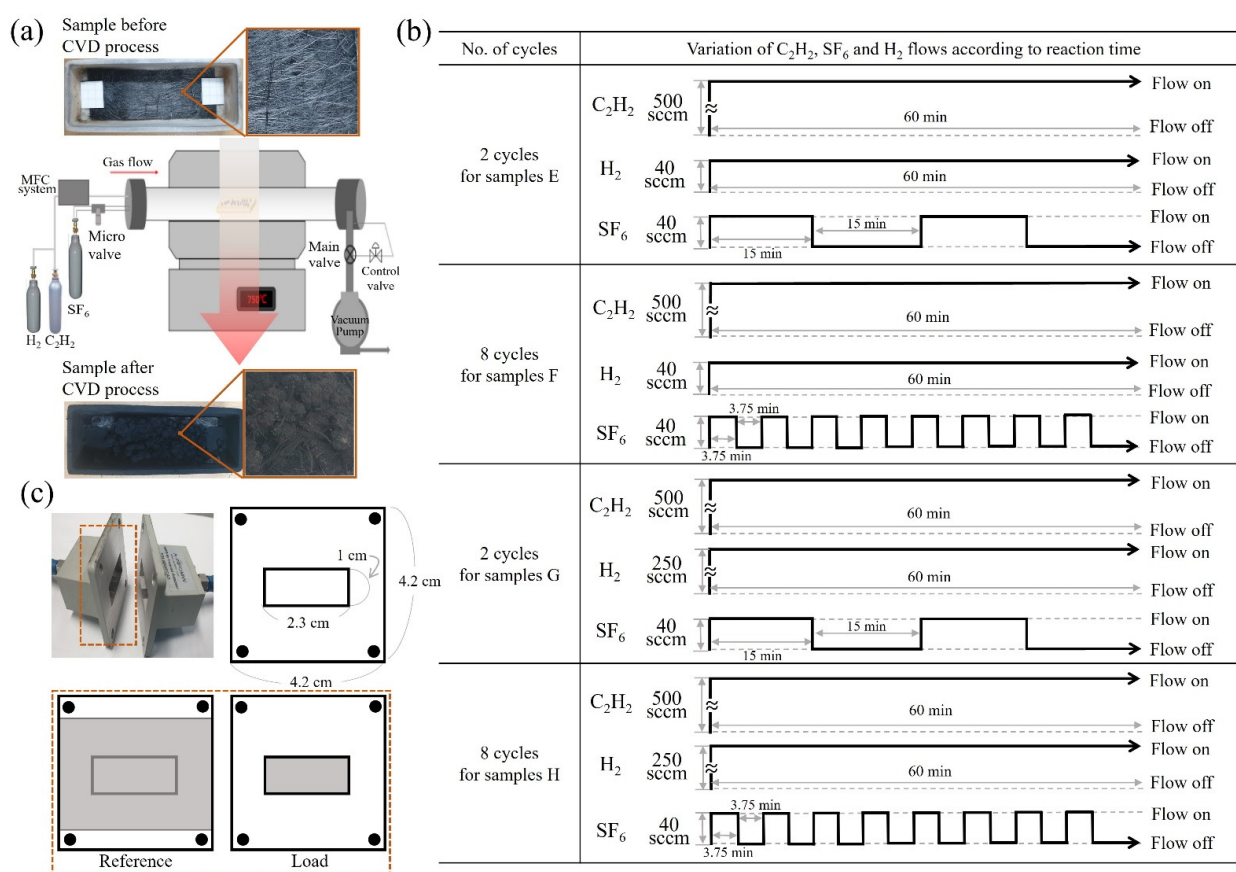 (a)
Sample before
CVD process
Gas flow
MFC
system
Micro
valve
SF6
H2 C2H2
750℃
Main
valve
Control
valve
Vacuum
Pump
Sample after
CVD process
(b)
No. of cycles
Variation of C2H2, SF6 and H2 flows according to reaction time
2 cycles
for samples E
C2H2 500 sccm
60 min
Flow on
Flow off
H2 40 sccm
60 min
Flow on
Flow off
SF6 40 sccm
15 min
15 min
Flow on
Flow off
8 cycles
for samples F
C2H2 500 sccm
60 min
Flow on
Flow off
H2 40 sccm
60 min
Flow on
Flow off
SF6 40 sccm
3.75 min
3.75 min
Flow on
Flow off
2 cycles
for samples G
C2H2 500 sccm
60 min
Flow on
Flow off
H2 250 sccm
60 min
Flow on
Flow off
SF6 40 sccm
15 min
15 min
Flow on
Flow off
8 cycles
for samples H
C2H2 500 sccm
60 min
Flow on
Flow off
H2 250 sccm
60 min
Flow on
Flow off
SF6 40 sccm
3.75 min
3.75 min
Flow on
Flow off
(c)
1 cm
2.3 cm
4.2 cm
4.2 cm
Reference
Load